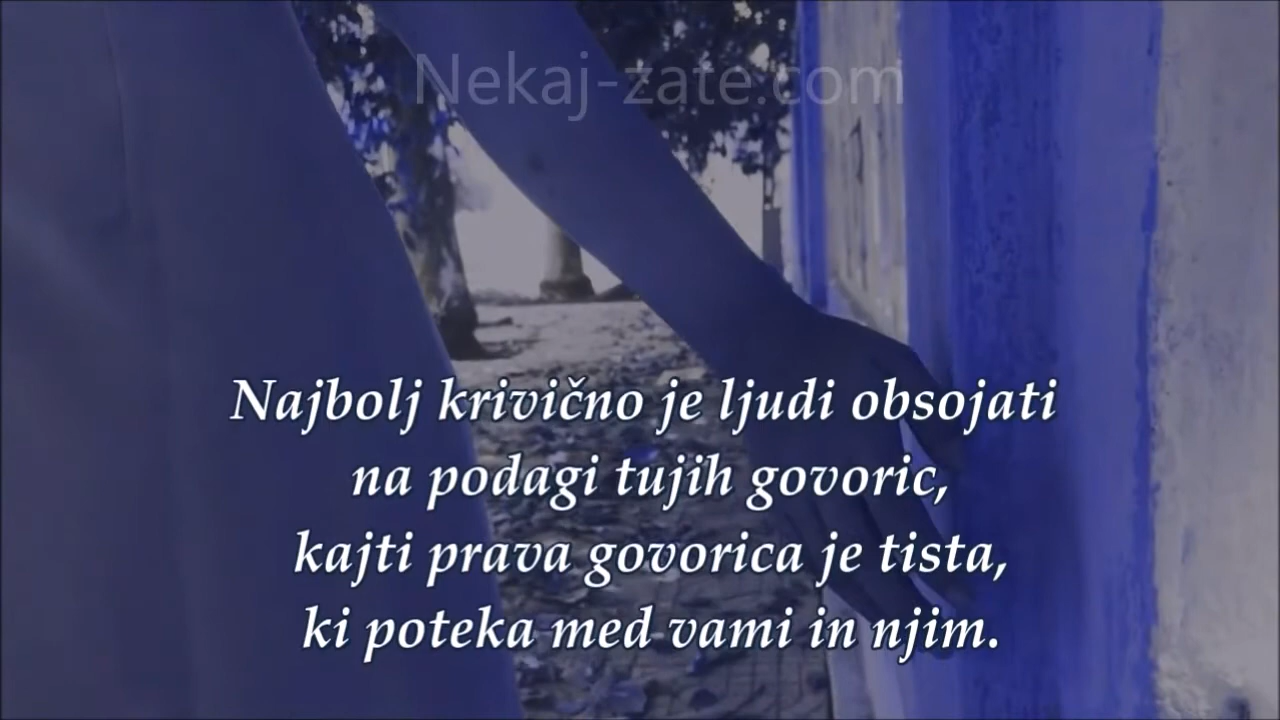 Nekaj-zate.com
Najbolj krivično je ljudi obsojati
na podagi tujih govoric,
kajti prava govorica je tista,
ki poteka med vami in njim.